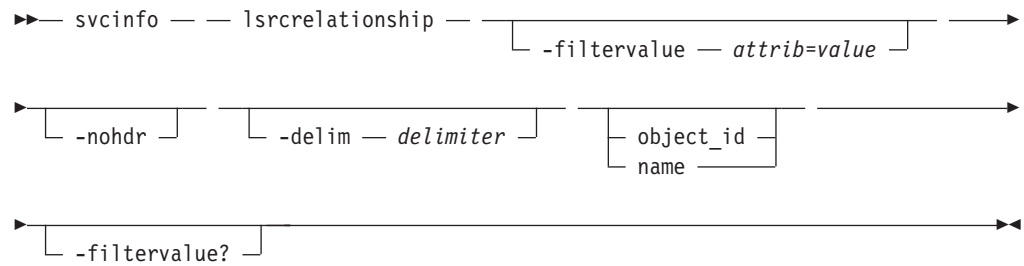 svcinfo lsrcrelationship
-filtervalue attrib=value
-nohdr -delim delimiter object_id
name
-filtervalue?